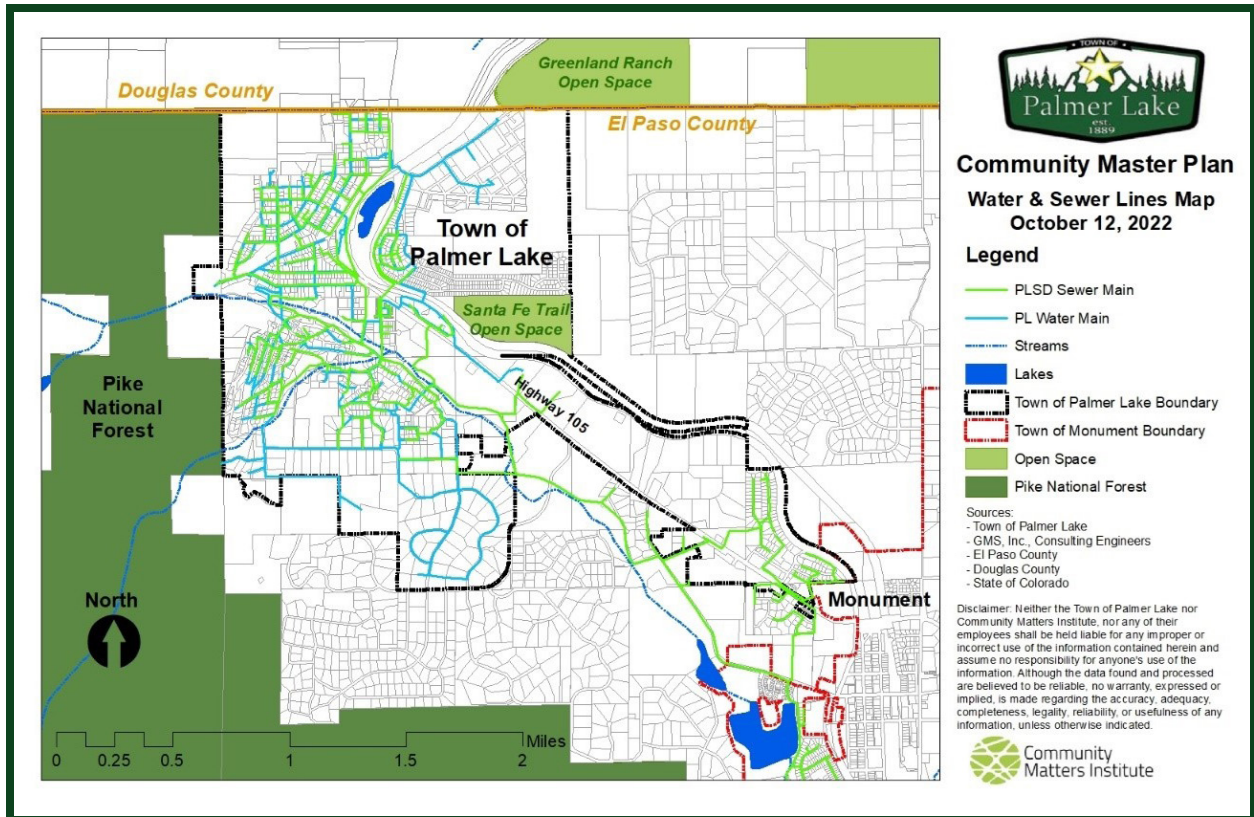 Greenland Ranch
Open Space
Douglas County
El Paso County
Town of
Palmer Lake
Santa Fe Trail
Open Space
Highway 105
Pike
National
Forest
North
Monument
0 0.25 0.5 1 1.5 2 Miles
TOWN OF
Palmer Lake
est.
1889
Community Master Plan
Water & Sewer Lines Map
October 12, 2022
Legend
PLSD Sewer Main
PL Water Main
Streams
Lakes
Town of Palmer Lake Boundary
Town of Monument Boundary
Open Space
Pike National Forest
Sources:
- Town of Palmer Lake
- GMS, Inc., Consulting Engineers
- El Paso County
- Douglas County
- State of Colorado
Disclaimer: Neither the Town of Palmer Lake nor
Community Matters Institute, nor any of their
employees shall be held liable for any improper or
incorrect use of the information contained herein and
assume no responsibility for anyone's use of the
information. Although the data found and processed
are believed to be reliable, no warranty, expressed or
implied, is made regarding the accuracy, adequacy,
completeness, legality, reliability, or usefulness of any
information, unless otherwise indicated.
Community
Matters Institute